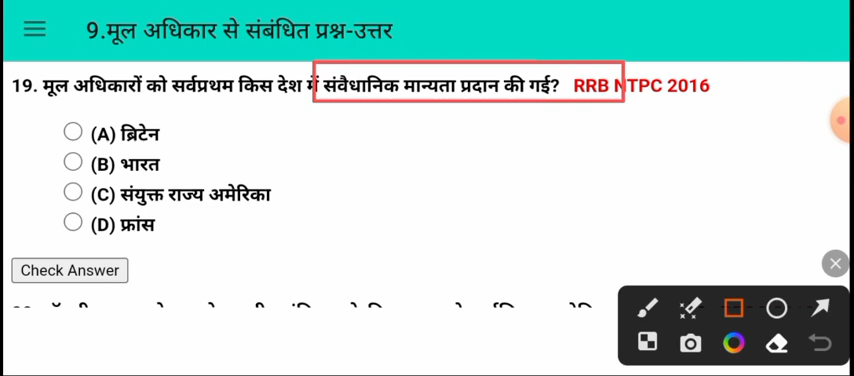 9.मूल अधिकार से संबंधित प्रश्न-उत्तर
19. मूल अधिकारों को सर्वप्रथम किस देश में संवैधानिक मान्यता प्रदान की गई? RRB NTPC 2016
(A) ब्रिटेन
(B) भारत
(C) संयुक्त राज्य अमेरिका
(D) फ्रांस
Check Answer